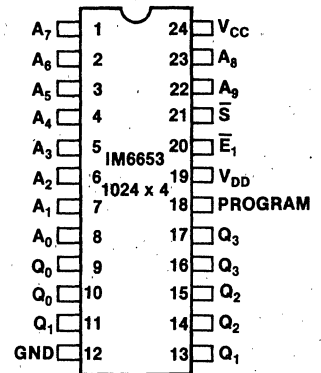 A7 1 24 VCC
A6 2 23 A8
A5 3 22 A9
A4 4 21 S̅
A3 5 20 E̅1
IM6653
A2 6 19 VDD
1024 x 4
A1 7 18 PROGRAM
A0 8 17 Q3
Q0 9 16 Q3
Q0 10 15 Q2
Q1 11 14 Q2
GND 12 13 Q1